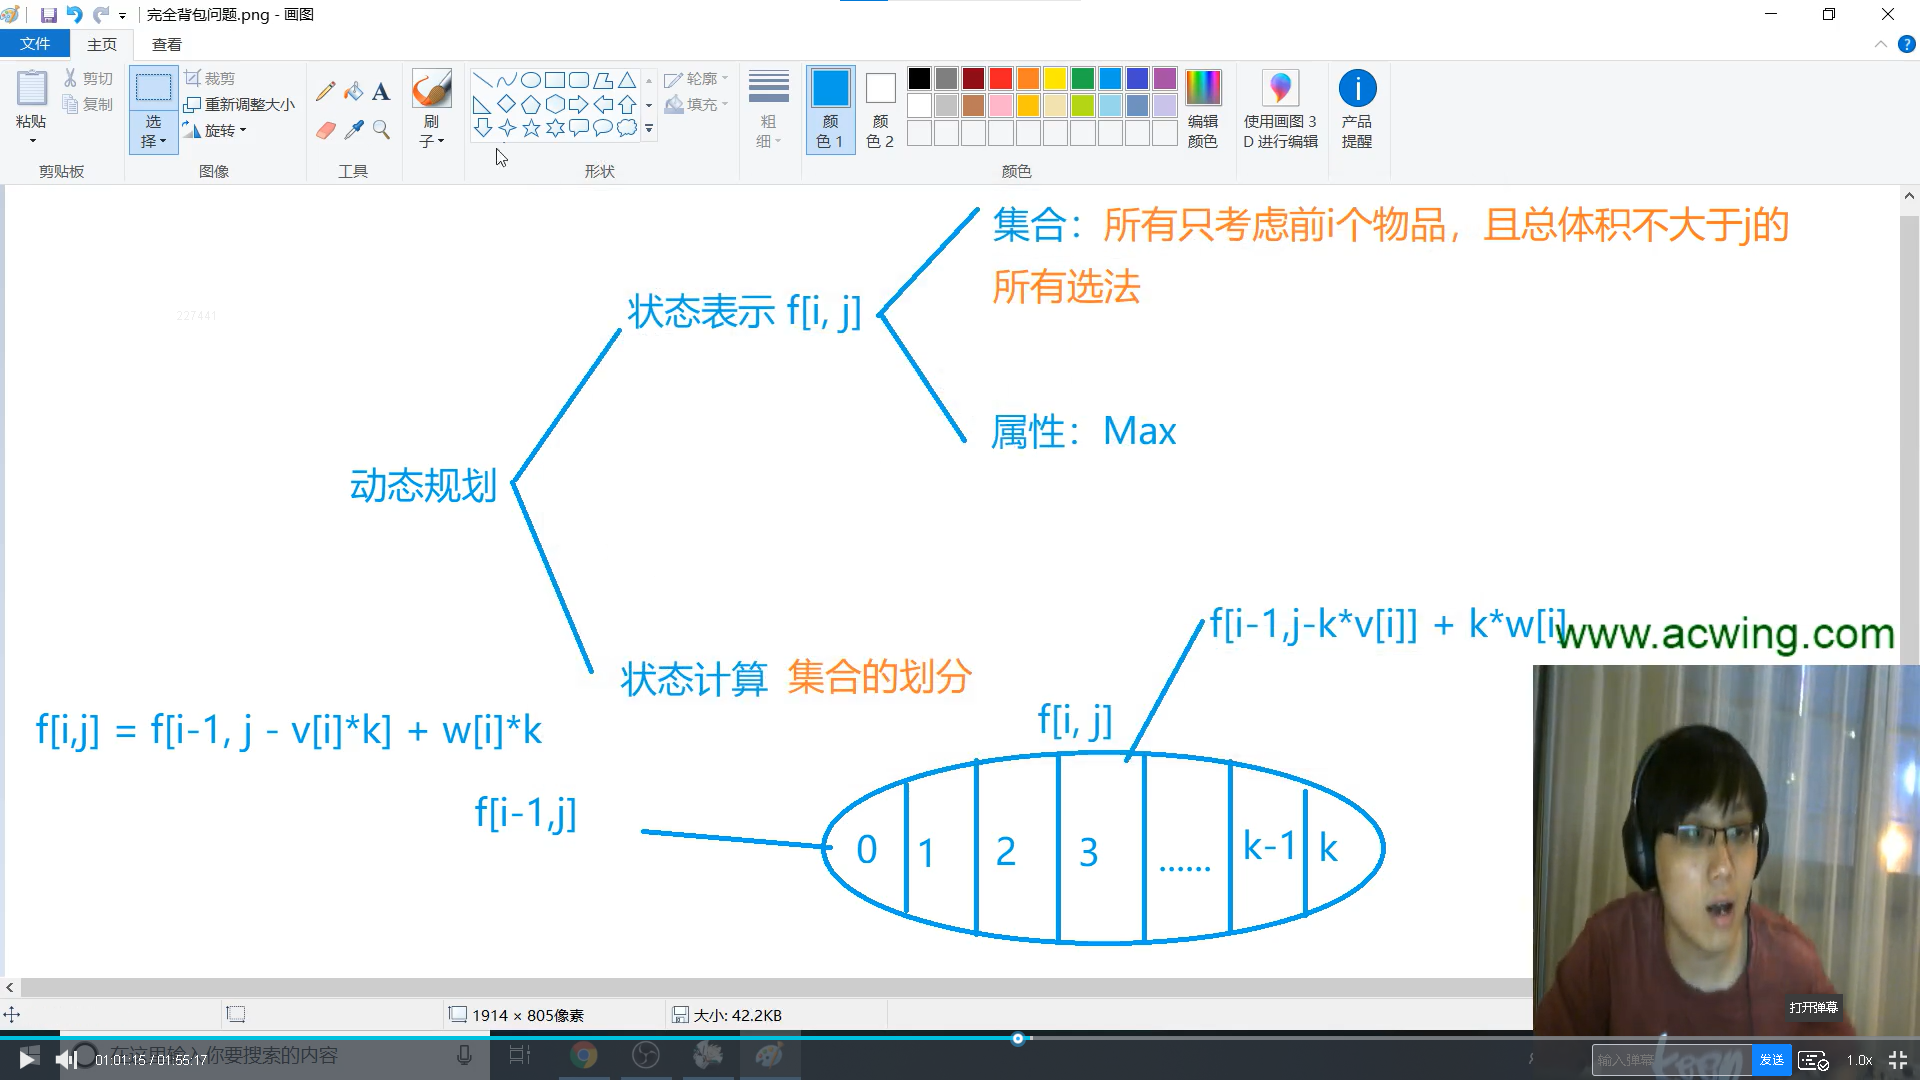 完全背包问题.png - 画图
文件 主页 查看
粘贴
剪切
复制
剪贴板
选择
裁剪
重新调整大小
旋转
图像
工具
刷子
形状
轮廓
填充
粗细
颜色 1
颜色 2
编辑颜色
颜色
使用画图 3D 进行编辑
产品提醒
227441
集合：所有只考虑前i个物品，且总体积不大于j的
所有选法
状态表示 f[i, j]
属性：Max
动态规划
f[i-1,j-k*v[i]] + k*w[i]
www.acwing.com
状态计算 集合的划分
f[i, j]
f[i,j] = f[i-1, j - v[i]*k] + w[i]*k
f[i-1,j]
0 1 2 3 ...... k-1 k
打开弹幕
1914 × 805像素
大小: 42.2KB
在这里输入你要搜索的内容
01:01:15 / 01:55:17
输入弹幕
发送
1.0x